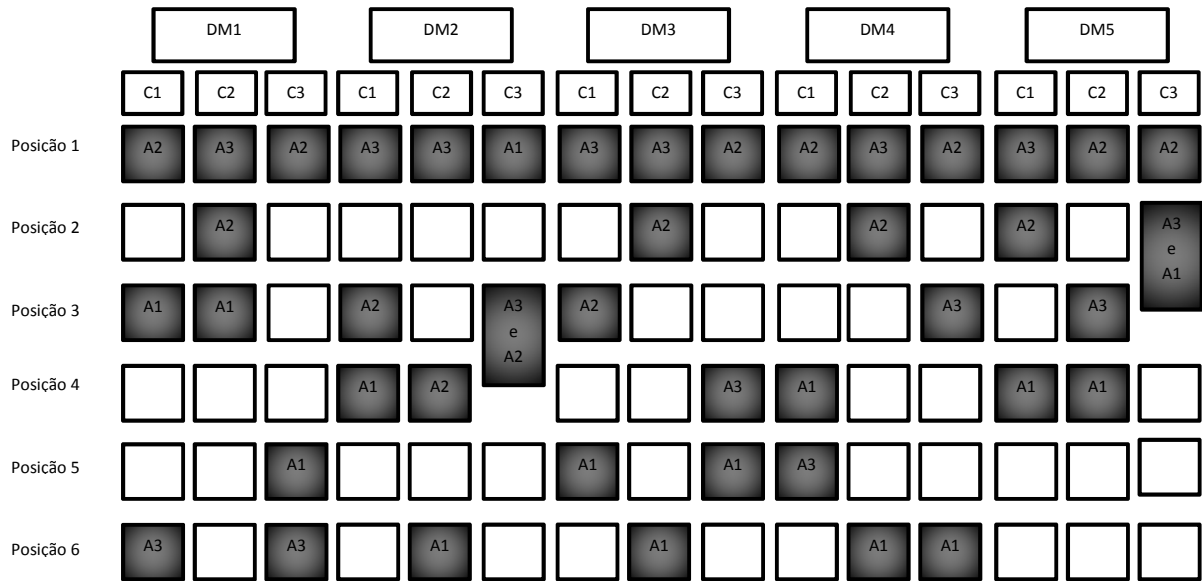 DM1 DM2 DM3 DM4 DM5
C1 C2 C3 C1 C2 C3 C1 C2 C3 C1 C2 C3 C1 C2 C3
Posição 1 A2 A3 A2 A3 A3 A1 A3 A3 A2 A2 A3 A2 A3 A2 A2
Posição 2 A2 A2 A2 A2 A3
e
A1
Posição 3 A1 A1 A2 A3 A2 A3 A3
e
A2
Posição 4 A1 A2 A3 A1 A1 A1
Posição 5 A1 A1 A1 A3
Posição 6 A3 A3 A1 A1 A1 A1